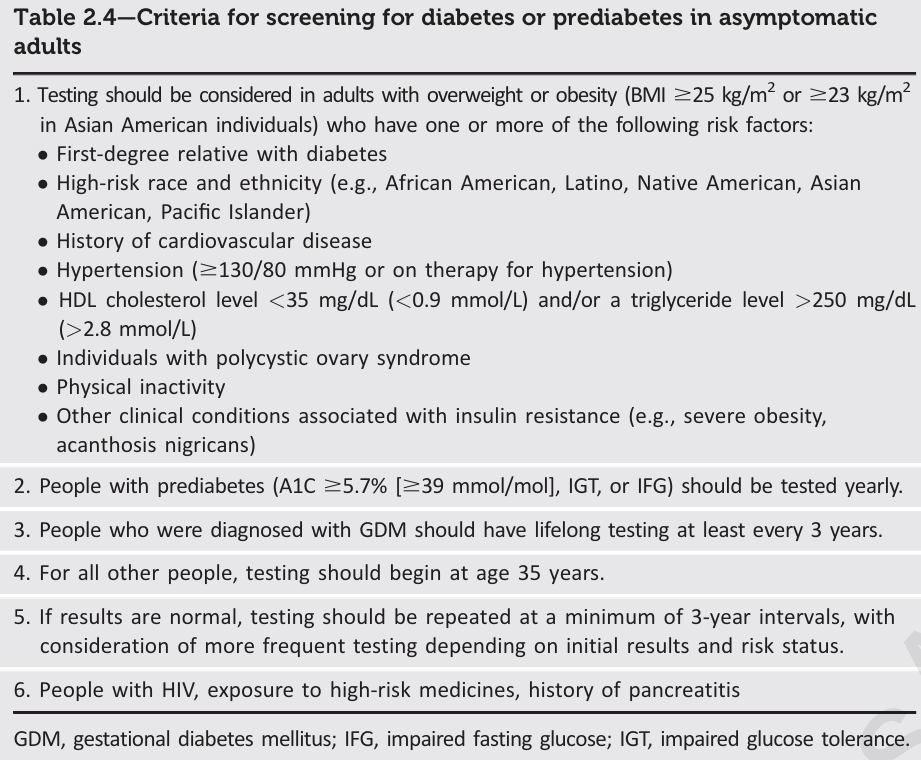 Table 2.4—Criteria for screening for diabetes or prediabetes in asymptomatic
adults
1. Testing should be considered in adults with overweight or obesity (BMI ≥25 kg/m² or ≥23 kg/m²
in Asian American individuals) who have one or more of the following risk factors:
• First-degree relative with diabetes
• High-risk race and ethnicity (e.g., African American, Latino, Native American, Asian
American, Pacific Islander)
• History of cardiovascular disease
• Hypertension (≥130/80 mmHg or on therapy for hypertension)
• HDL cholesterol level <35 mg/dL (<0.9 mmol/L) and/or a triglyceride level >250 mg/dL
(>2.8 mmol/L)
• Individuals with polycystic ovary syndrome
• Physical inactivity
• Other clinical conditions associated with insulin resistance (e.g., severe obesity,
acanthosis nigricans)
2. People with prediabetes (A1C ≥5.7% [≥39 mmol/mol], IGT, or IFG) should be tested yearly.
3. People who were diagnosed with GDM should have lifelong testing at least every 3 years.
4. For all other people, testing should begin at age 35 years.
5. If results are normal, testing should be repeated at a minimum of 3-year intervals, with
consideration of more frequent testing depending on initial results and risk status.
6. People with HIV, exposure to high-risk medicines, history of pancreatitis
GDM, gestational diabetes mellitus; IFG, impaired fasting glucose; IGT, impaired glucose tolerance.